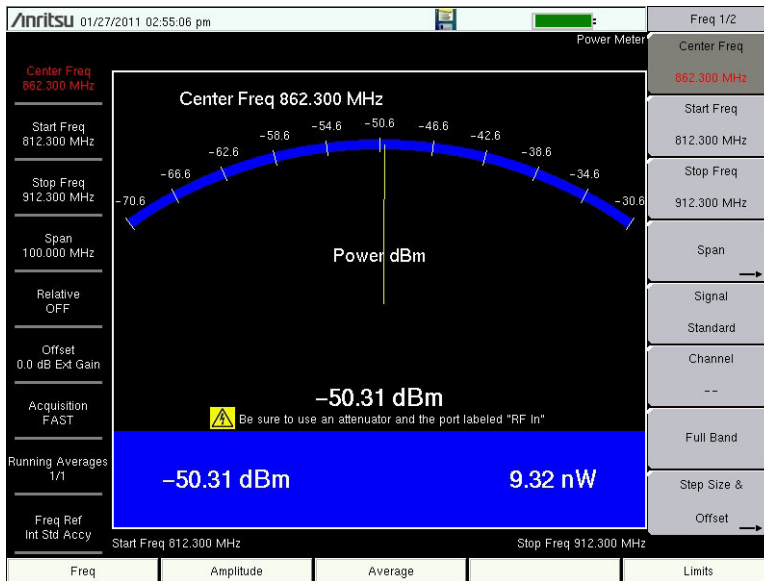 /Inritsu 01/27/2011 02:55:06 pm
Freq 1/2
Power Meter
Center Freq
862.300 MHz
Start Freq
812.300 MHz
Stop Freq
912.300 MHz
Span
100.000 MHz
Relative
OFF
Offset
0.0 dB Ext Gain
Acquisition
FAST
Running Averages
1/1
Freq Ref
Int Std Accy
Center Freq 862.300 MHz
-70.6
-66.6
-62.6
-58.6
-54.6
-50.6
-46.6
-42.6
-38.6
-34.6
-30.6
Power dBm
-50.31 dBm
Be sure to use an attenuator and the port labeled "RF In"
-50.31 dBm
9.32 nW
Start Freq 812.300 MHz
Stop Freq 912.300 MHz
Center Freq
862.300 MHz
Start Freq
812.300 MHz
Stop Freq
912.300 MHz
Span
Signal
Standard
Channel
--
Full Band
Step Size &
Offset
Freq
Amplitude
Average
Limits